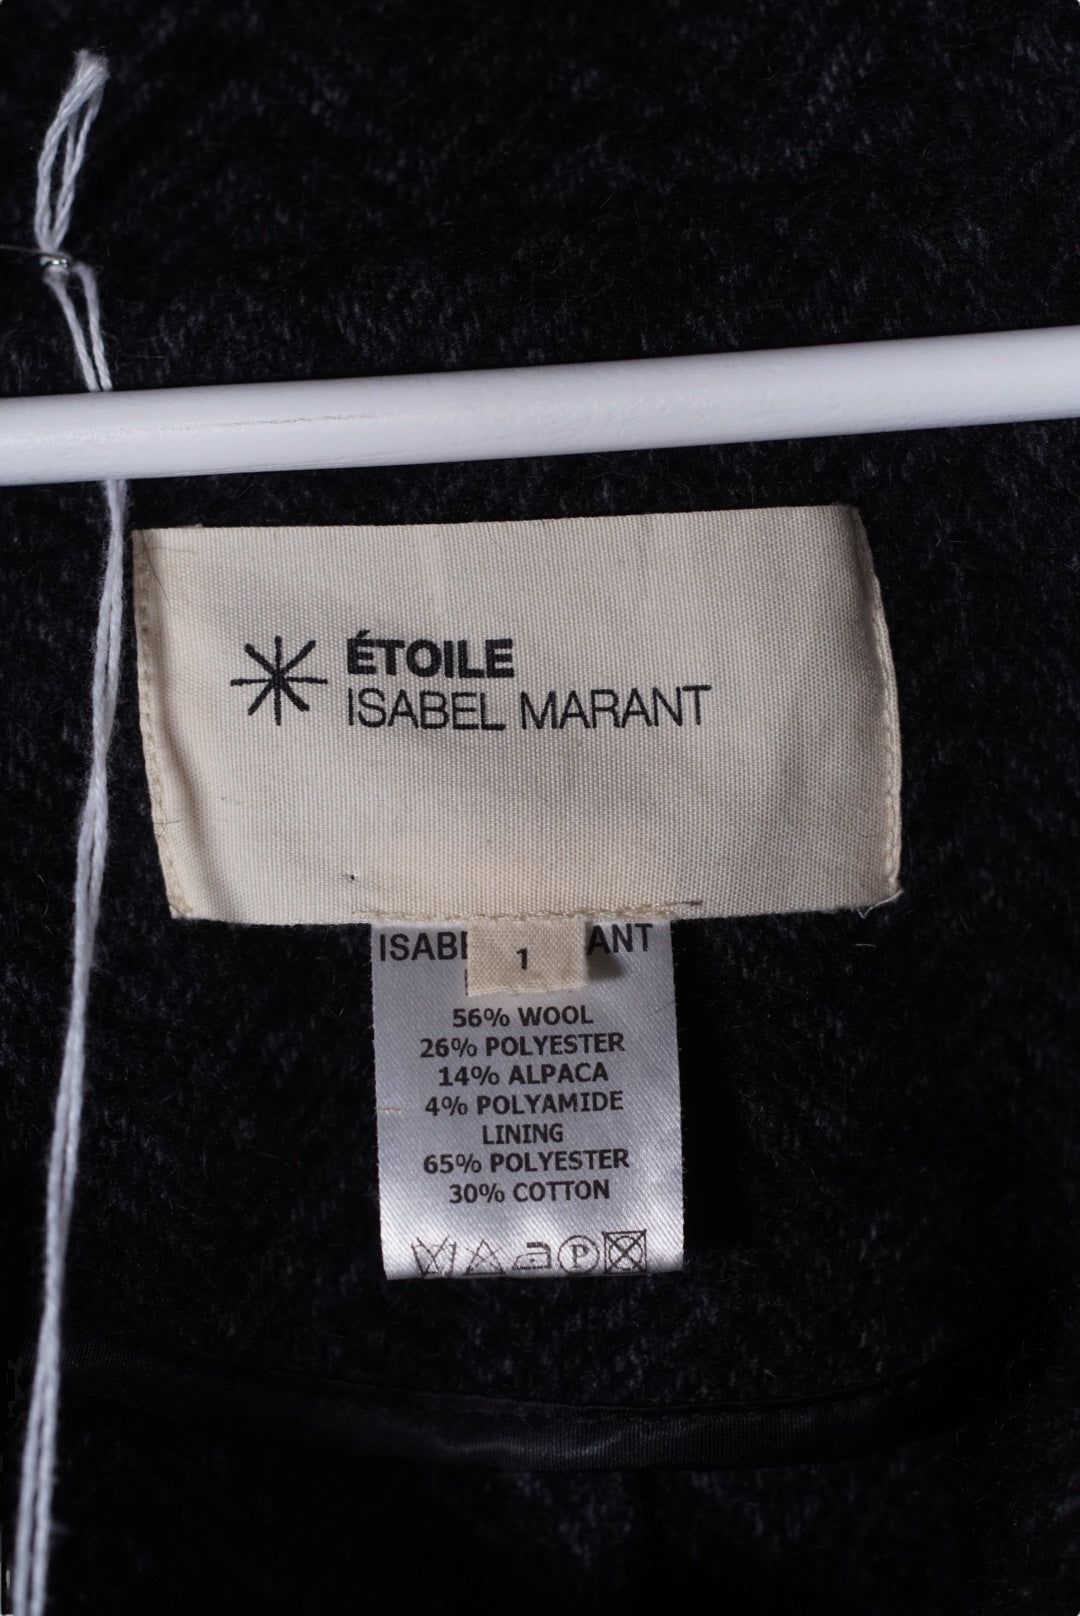 ÉTOILE
ISABEL MARANT
1
56% WOOL
26% POLYESTER
14% ALPACA
4% POLYAMIDE
LINING
65% POLYESTER
30% COTTON
P